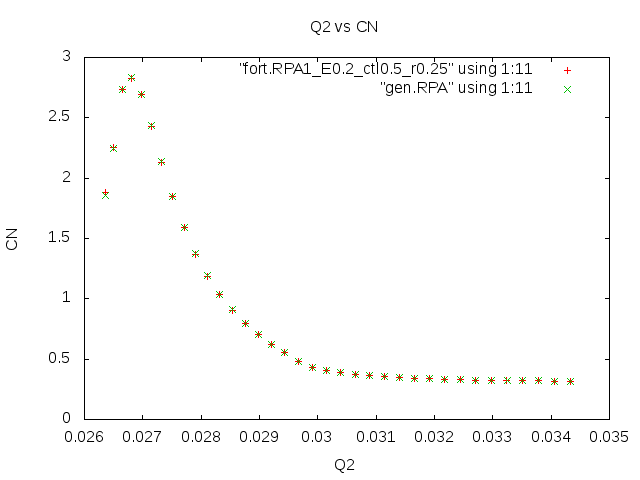 Q2 vs CN
"fort.RPA1_E0.2_ctl0.5_r0.25" using 1:11
"gen.RPA" using 1:11
3
2.5
2
1.5
1
0.5
0
CN
0.026 0.027 0.028 0.029 0.03 0.031 0.032 0.033 0.034 0.035
Q2